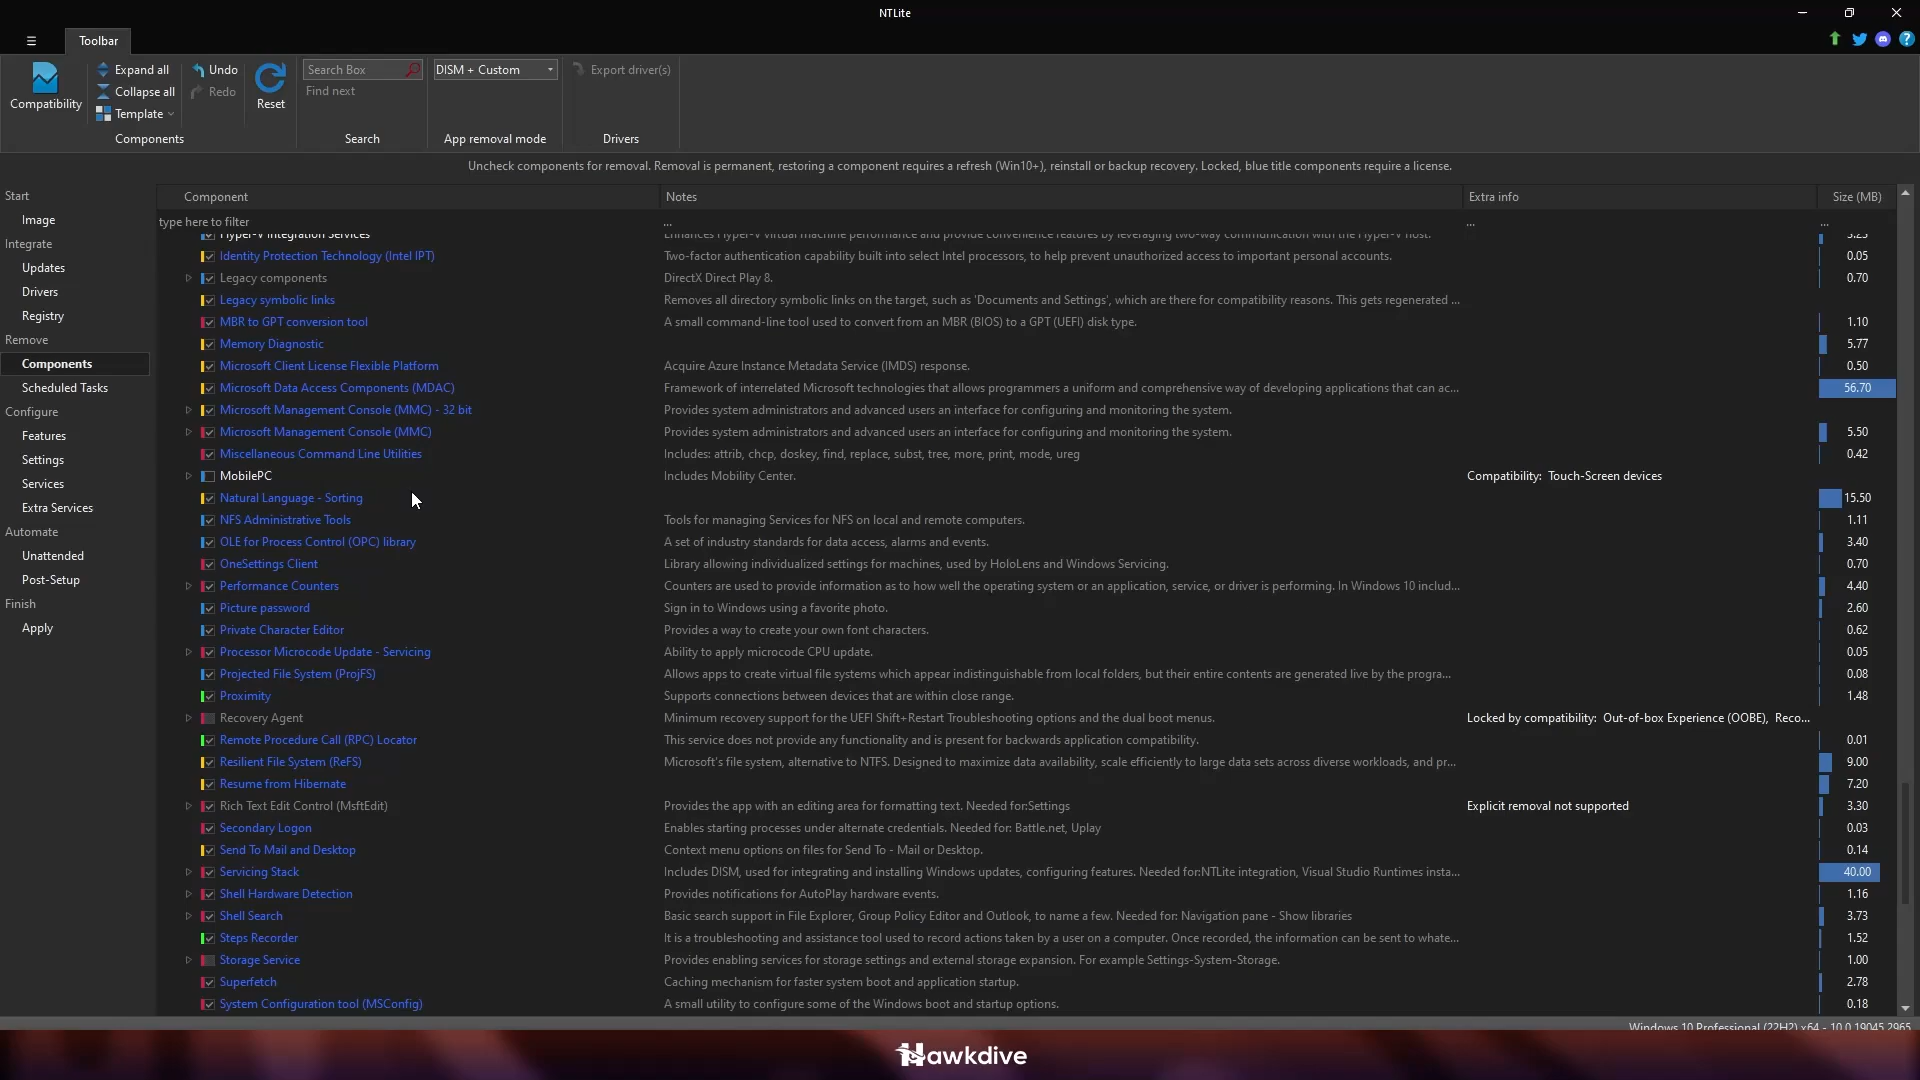 NTLite
Toolbar
Compatibility
Expand all
Collapse all
Template
Components
Undo
Redo
Reset
Search Box
Find next
Search
DISM + Custom
App removal mode
Export driver(s)
Drivers
Uncheck components for removal. Removal is permanent, restoring a component requires a refresh (Win10+), reinstall or backup recovery. Locked, blue title components require a license.
Start
Image
Integrate
Updates
Drivers
Registry
Remove
Components
Scheduled Tasks
Configure
Features
Settings
Services
Extra Services
Automate
Unattended
Post-Setup
Finish
Apply
Component Notes Extra info Size (MB)
type here to filter ... ... ...
Hyper-V Integration Services Enhances Hyper-V virtual machine performance and provide convenience features by leveraging two-way communication with the Hyper-V host. 3.23
Identity Protection Technology (Intel IPT) Two-factor authentication capability built into select Intel processors, to help prevent unauthorized access to important personal accounts. 0.05
Legacy components DirectX Direct Play 8. 0.70
Legacy symbolic links Removes all directory symbolic links on the target, such as 'Documents and Settings', which are there for compatibility reasons. This gets regenerated ...
MBR to GPT conversion tool A small command-line tool used to convert from an MBR (BIOS) to a GPT (UEFI) disk type. 1.10
Memory Diagnostic 5.77
Microsoft Client License Flexible Platform Acquire Azure Instance Metadata Service (IMDS) response. 0.50
Microsoft Data Access Components (MDAC) Framework of interrelated Microsoft technologies that allows programmers a uniform and comprehensive way of developing applications that can ac... 56.70
Microsoft Management Console (MMC) - 32 bit Provides system administrators and advanced users an interface for configuring and monitoring the system.
Microsoft Management Console (MMC) Provides system administrators and advanced users an interface for configuring and monitoring the system. 5.50
Miscellaneous Command Line Utilities Includes: attrib, chcp, doskey, find, replace, subst, tree, more, print, mode, ureg 0.42
MobilePC Includes Mobility Center. Compatibility: Touch-Screen devices
Natural Language - Sorting 15.50
NFS Administrative Tools Tools for managing Services for NFS on local and remote computers. 1.11
OLE for Process Control (OPC) library A set of industry standards for data access, alarms and events. 3.40
OneSettings Client Library allowing individualized settings for machines, used by HoloLens and Windows Servicing. 0.70
Performance Counters Counters are used to provide information as to how well the operating system or an application, service, or driver is performing. In Windows 10 includ... 4.40
Picture password Sign in to Windows using a favorite photo. 2.60
Private Character Editor Provides a way to create your own font characters. 0.62
Processor Microcode Update - Servicing Ability to apply microcode CPU update. 0.05
Projected File System (ProjFS) Allows apps to create virtual file systems which appear indistinguishable from local folders, but their entire contents are generated live by the progra... 0.08
Proximity Supports connections between devices that are within close range. 1.48
Recovery Agent Minimum recovery support for the UEFI Shift+Restart Troubleshooting options and the dual boot menus. Locked by compatibility: Out-of-box Experience (OOBE), Reco...
Remote Procedure Call (RPC) Locator This service does not provide any functionality and is present for backwards application compatibility. 0.01
Resilient File System (ReFS) Microsoft's file system, alternative to NTFS. Designed to maximize data availability, scale efficiently to large data sets across diverse workloads, and pr... 9.00
Resume from Hibernate 7.20
Rich Text Edit Control (MsftEdit) Provides the app with an editing area for formatting text. Needed for:Settings Explicit removal not supported 3.30
Secondary Logon Enables starting processes under alternate credentials. Needed for: Battle.net, Uplay 0.03
Send To Mail and Desktop Context menu options on files for Send To - Mail or Desktop. 0.14
Servicing Stack Includes DISM, used for integrating and installing Windows updates, configuring features. Needed for:NTLite integration, Visual Studio Runtimes insta... 40.00
Shell Hardware Detection Provides notifications for AutoPlay hardware events. 1.16
Shell Search Basic search support in File Explorer, Group Policy Editor and Outlook, to name a few. Needed for: Navigation pane - Show libraries 3.73
Steps Recorder It is a troubleshooting and assistance tool used to record actions taken by a user on a computer. Once recorded, the information can be sent to whate... 1.52
Storage Service Provides enabling services for storage settings and external storage expansion. For example Settings-System-Storage. 1.00
Superfetch Caching mechanism for faster system boot and application startup. 2.78
System Configuration tool (MSConfig) A small utility to configure some of the Windows boot and startup options. 0.18
Windows 10 Professional (22H2) x64 - 10.0.19045.2965
Hawkdive